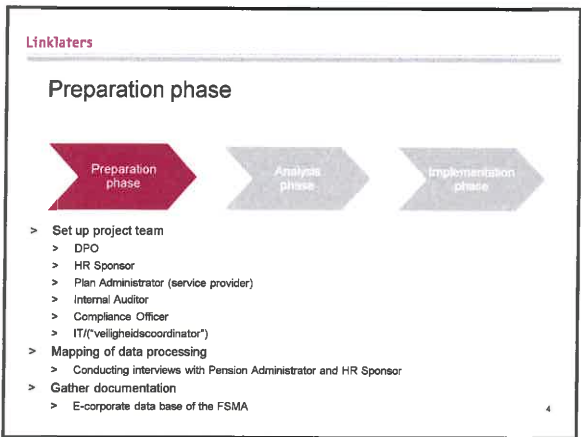 Linklaters
Preparation phase
Preparation
phase
Analysis
phase
Implementation
phase
> Set up project team
> DPO
> HR Sponsor
> Plan Administrator (service provider)
> Internal Auditor
> Compliance Officer
> IT/("veiligheidscoordinator")
> Mapping of data processing
> Conducting interviews with Pension Administrator and HR Sponsor
> Gather documentation
> E-corporate data base of the FSMA
4